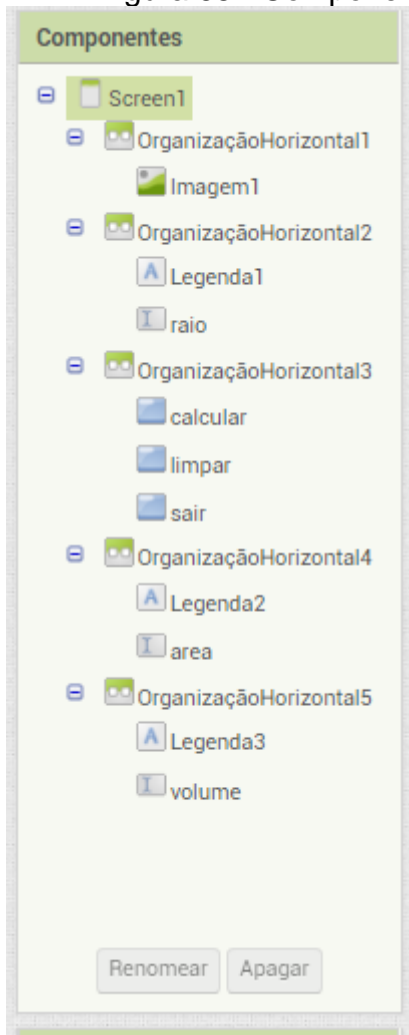 Componentes
Screen1
OrganizaçãoHorizontal1
Imagem1
OrganizaçãoHorizontal2
Legenda1
raio
OrganizaçãoHorizontal3
calcular
limpar
sair
OrganizaçãoHorizontal4
Legenda2
area
OrganizaçãoHorizontal5
Legenda3
volume
Renomear Apagar